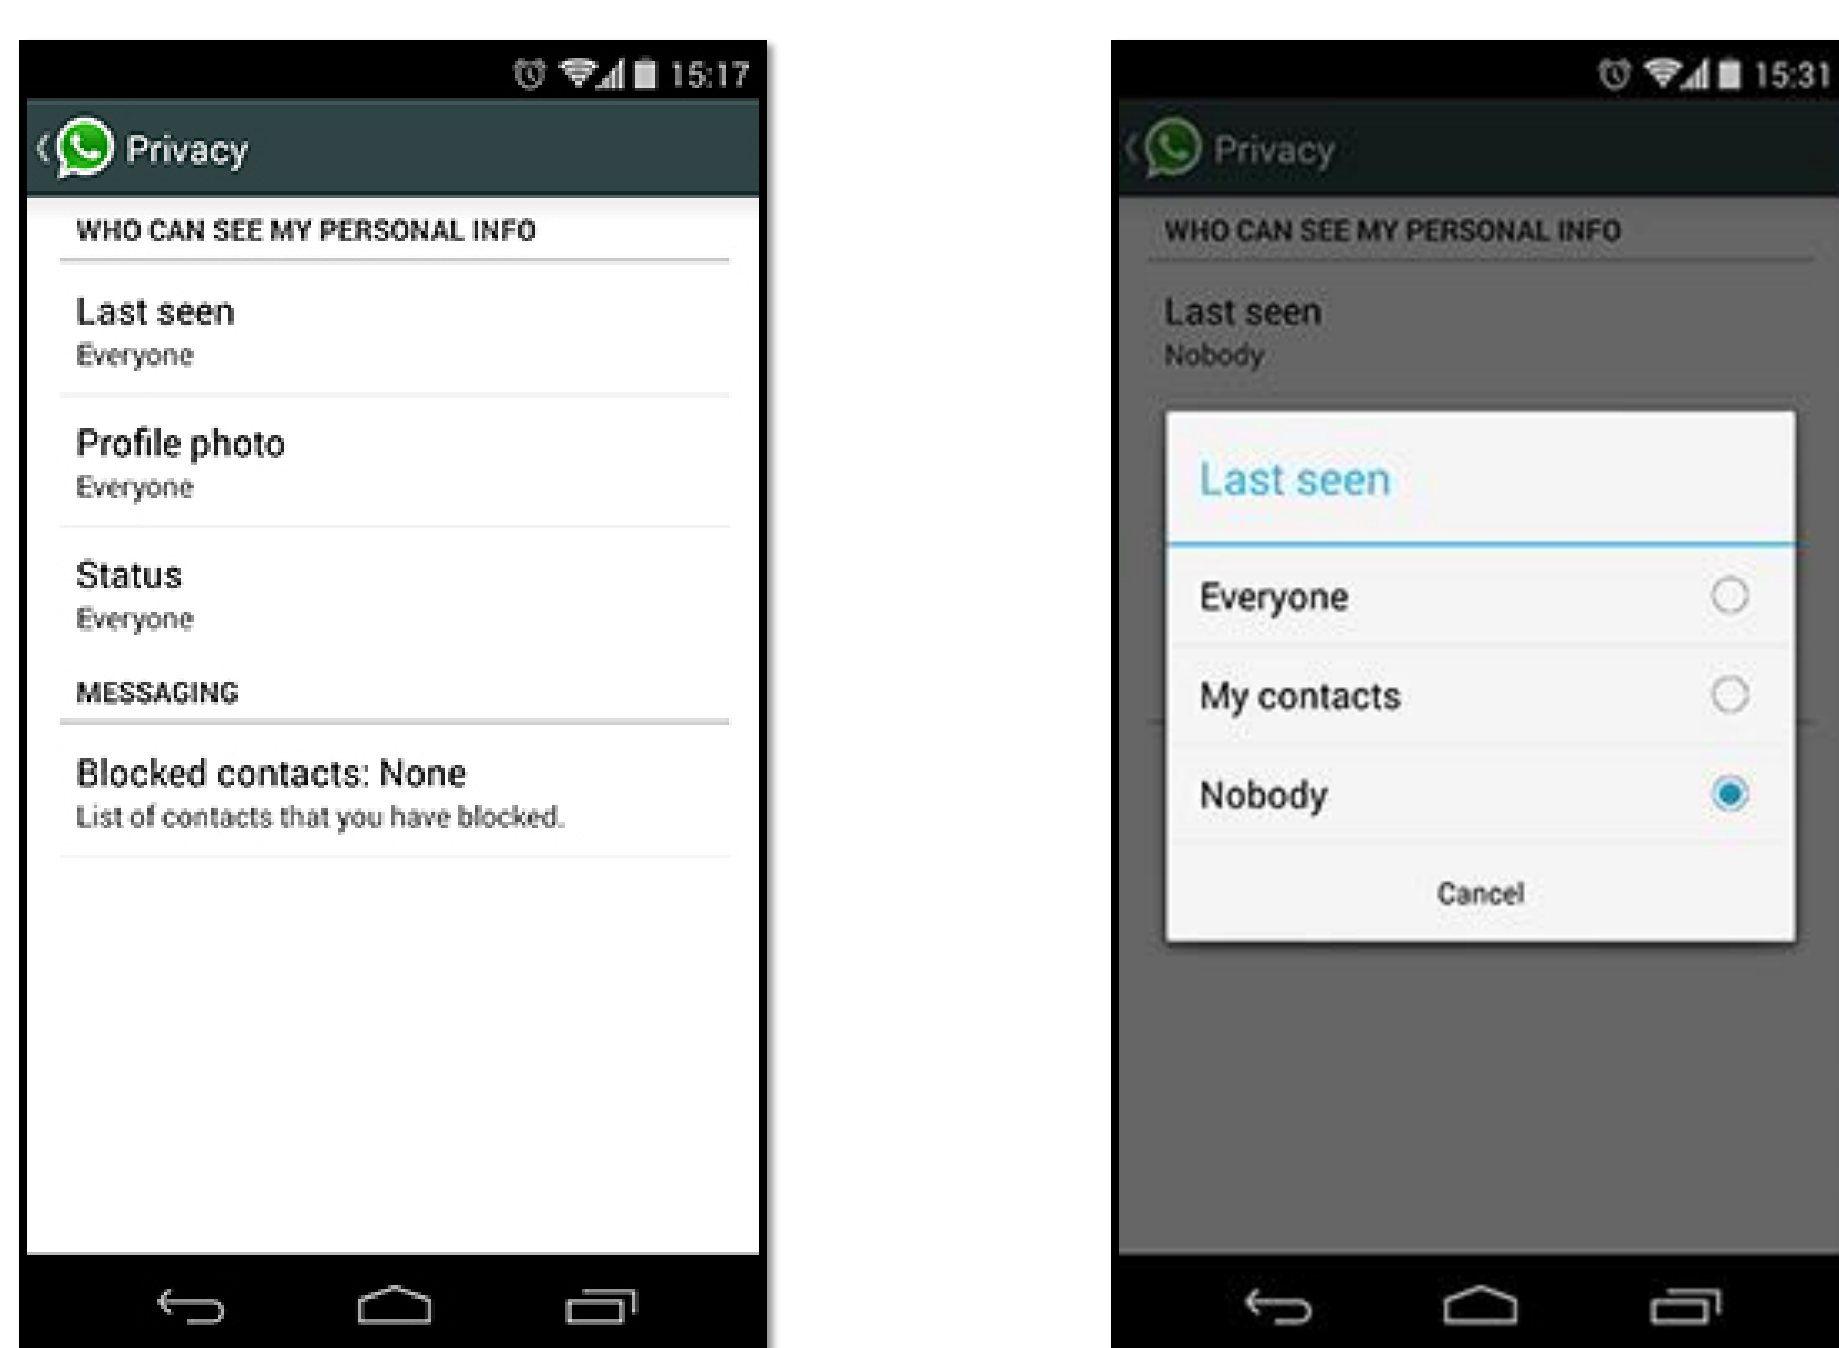 15:17
Privacy
WHO CAN SEE MY PERSONAL INFO
Last seen
Everyone
Profile photo
Everyone
Status
Everyone
MESSAGING
Blocked contacts: None
List of contacts that you have blocked.
15:31
Privacy
WHO CAN SEE MY PERSONAL INFO
Last seen
Nobody
Last seen
Everyone
My contacts
Nobody
Cancel